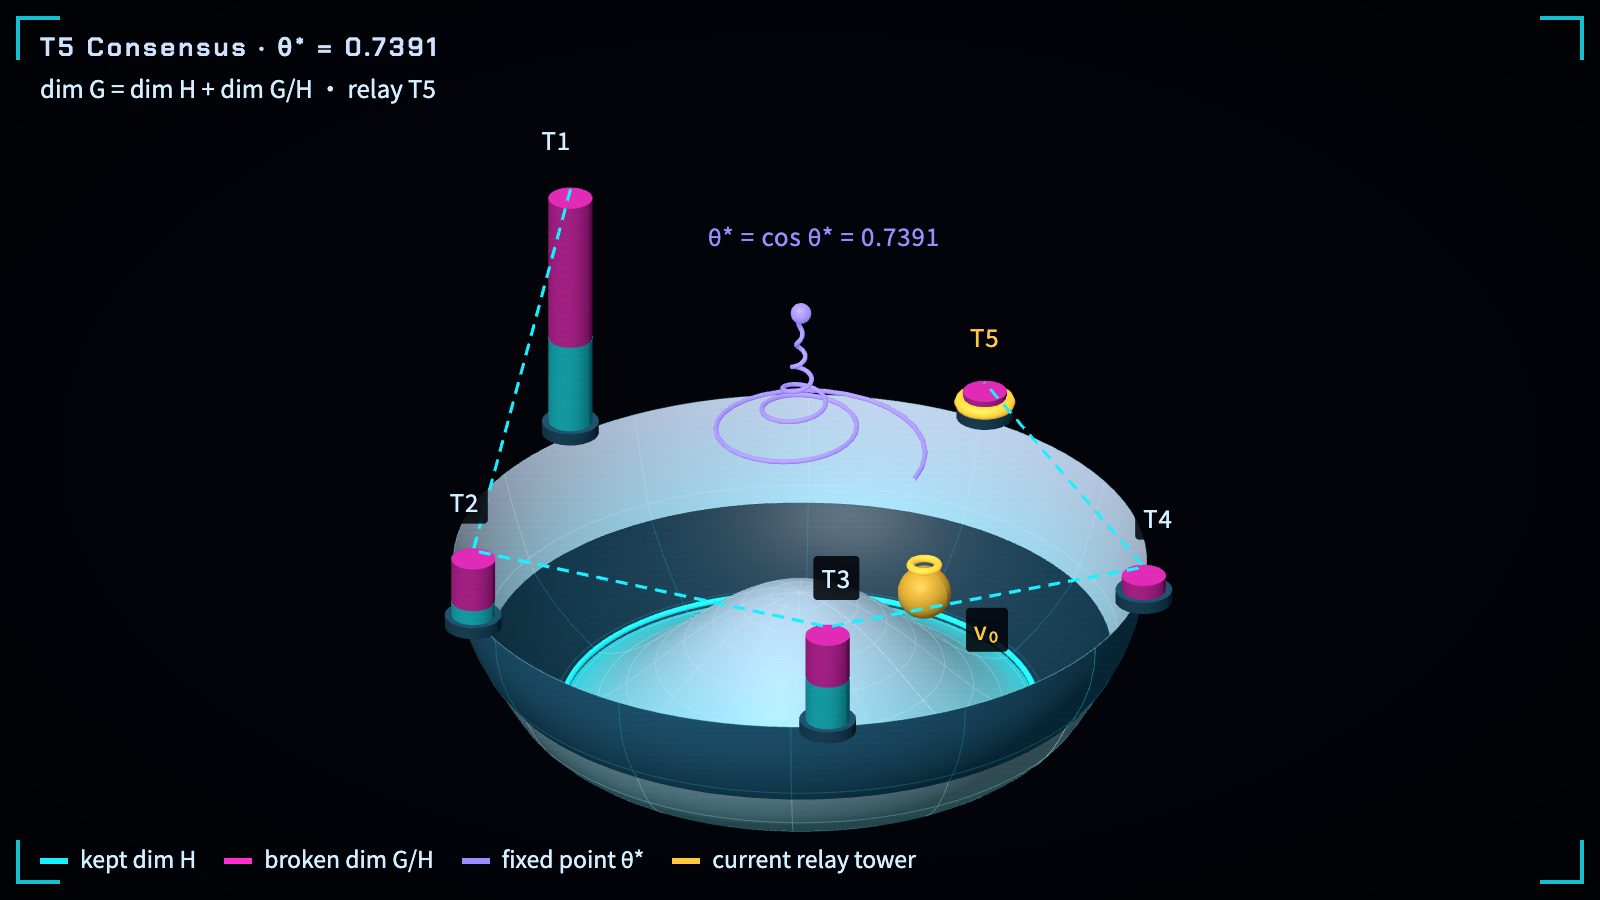 T5 Consensus · θ* = 0.7391
dim G = dim H + dim G/H • relay T5
T1
θ* = cos θ* = 0.7391
T5
T2
T4
T3
v₀
kept dim H
broken dim G/H
fixed point θ*
current relay tower